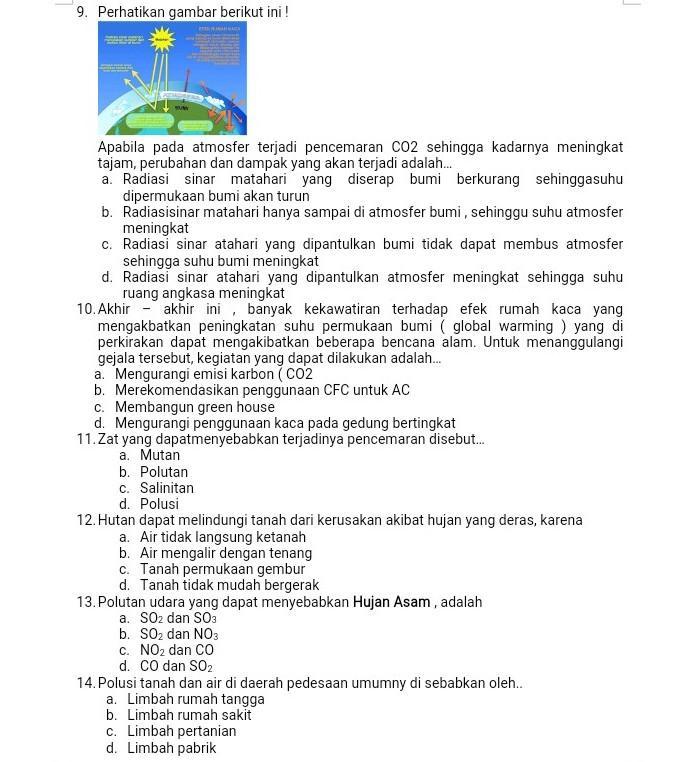 9. Perhatikan gambar berikut ini !
Apabila pada atmosfer terjadi pencemaran CO2 sehingga kadarnya meningkat
tajam, perubahan dan dampak yang akan terjadi adalah...
a. Radiasi sinar matahari yang diserap bumi berkurang sehinggasuhu
dipermukaan bumi akan turun
b. Radiasisinar matahari hanya sampai di atmosfer bumi , sehinggu suhu atmosfer
meningkat
c. Radiasi sinar atahari yang dipantulkan bumi tidak dapat membus atmosfer
sehingga suhu bumi meningkat
d. Radiasi sinar atahari yang dipantulkan atmosfer meningkat sehingga suhu
ruang angkasa meningkat
10. Akhir – akhir ini , banyak kekawatiran terhadap efek rumah kaca yang
mengakbatkan peningkatan suhu permukaan bumi ( global warming ) yang di
perkirakan dapat mengakibatkan beberapa bencana alam. Untuk menanggulangi
gejala tersebut, kegiatan yang dapat dilakukan adalah...
a. Mengurangi emisi karbon ( CO2
b. Merekomendasikan penggunaan CFC untuk AC
c. Membangun green house
d. Mengurangi penggunaan kaca pada gedung bertingkat
11. Zat yang dapatmenyebabkan terjadinya pencemaran disebut...
a. Mutan
b. Polutan
c. Salinitan
d. Polusi
12. Hutan dapat melindungi tanah dari kerusakan akibat hujan yang deras, karena
a. Air tidak langsung ketanah
b. Air mengalir dengan tenang
c. Tanah permukaan gembur
d. Tanah tidak mudah bergerak
13. Polutan udara yang dapat menyebabkan Hujan Asam , adalah
a. SO2 dan SO3
b. SO2 dan NO3
c. NO2 dan CO
d. CO dan SO2
14. Polusi tanah dan air di daerah pedesaan umumny di sebabkan oleh..
a. Limbah rumah tangga
b. Limbah rumah sakit
c. Limbah pertanian
d. Limbah pabrik